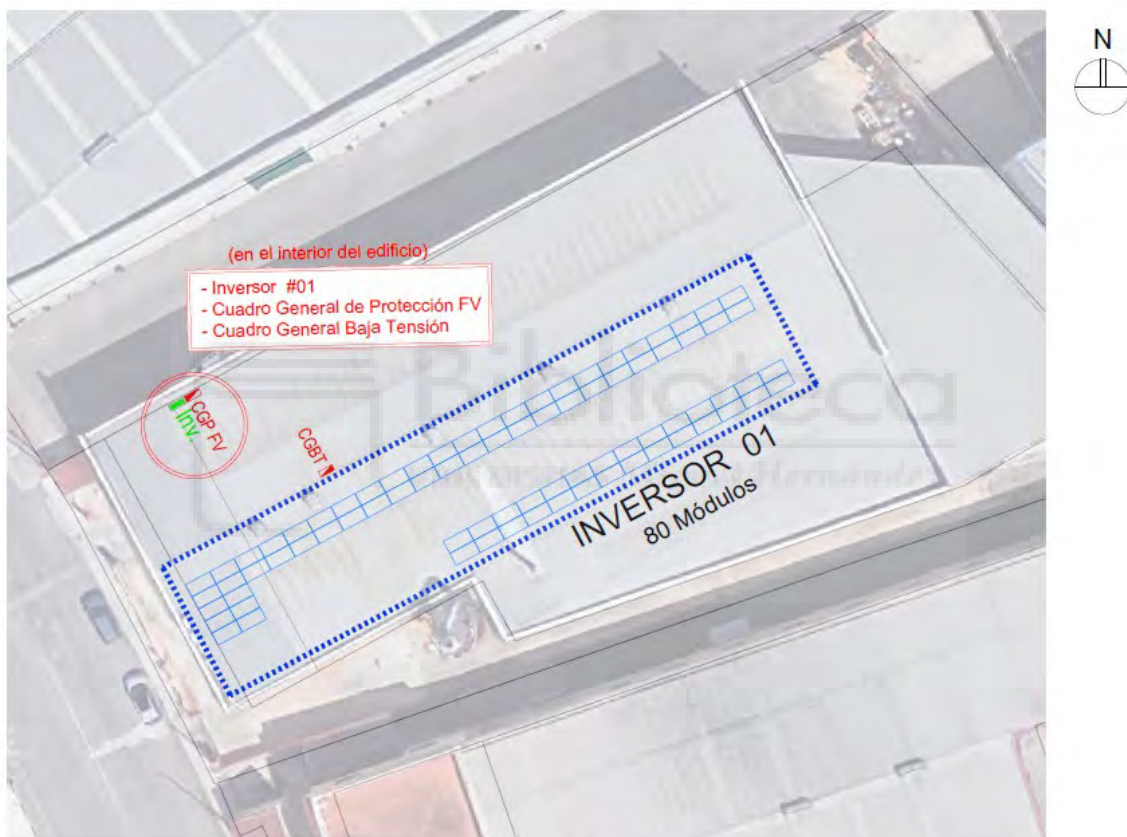 N
(en el interior del edificio)
- Inversor #01
- Cuadro General de Protección FV
- Cuadro General Baja Tensión
CGP FV
Inv.
CGBT
Biblioteca
INVERSOR 01
80 Módulos